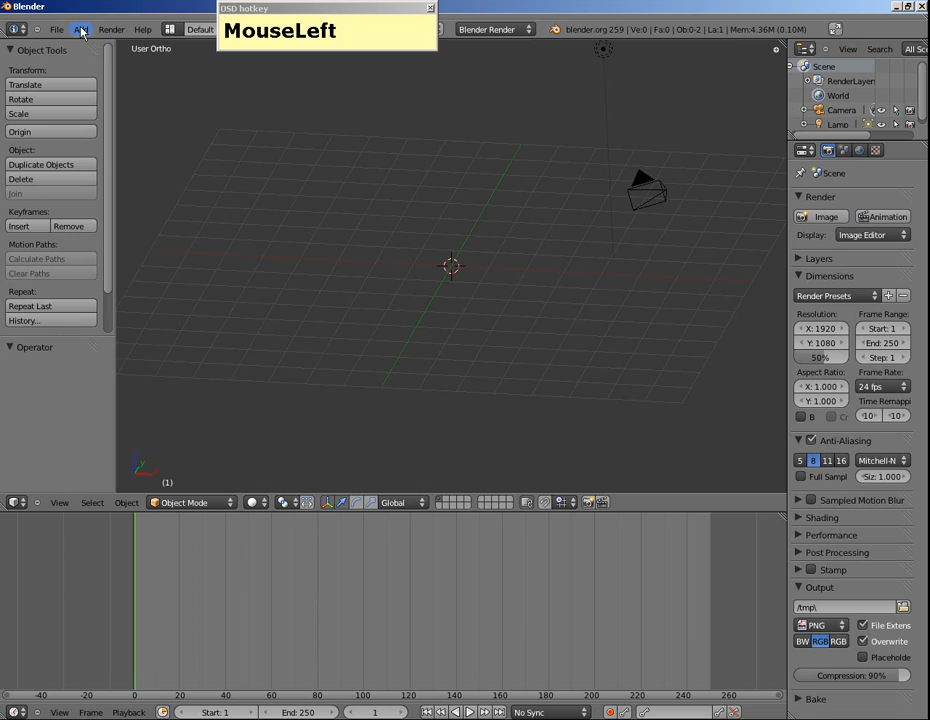 Blender
OSD hotkey
MouseLeft
File Add Render Help Default Blender Render blender.org 259 | Ve:0 | Fa:0 | Ob:0-2 | La:1 | Mem:4.36M (0.10M)
Object Tools
Transform:
Translate
Rotate
Scale
Origin
Object:
Duplicate Objects
Delete
Join
Keyframes:
Insert Remove
Motion Paths:
Calculate Paths
Clear Paths
Repeat:
Repeat Last
History...
Operator
User Ortho
(1)
View Select Object Object Mode Global
View Search All Sc
Scene
RenderLayer
World
Camera
Lamp
Scene
Render
Image Animation
Display: Image Editor
Layers
Dimensions
Render Presets
Resolution: Frame Range:
X: 1920 Start: 1
Y: 1080 End: 250
50% Step: 1
Aspect Ratio: Frame Rate:
X: 1.000 24 fps
Y: 1.000 Time Remappi
B Cr 10 10
Anti-Aliasing
5 8 11 16 Mitchell-N
Full Sampl Siz: 1.000
Sampled Motion Blur
Shading
Performance
Post Processing
Stamp
Output
/tmp\
PNG File Extens
BW RGB RGB Overwrite
Placeholde
Compression: 90%
Bake
-40 -20 0 20 40 60 80 100 120 140 160 180 200 220 240 260
View Frame Playback Start: 1 End: 250 1 No Sync